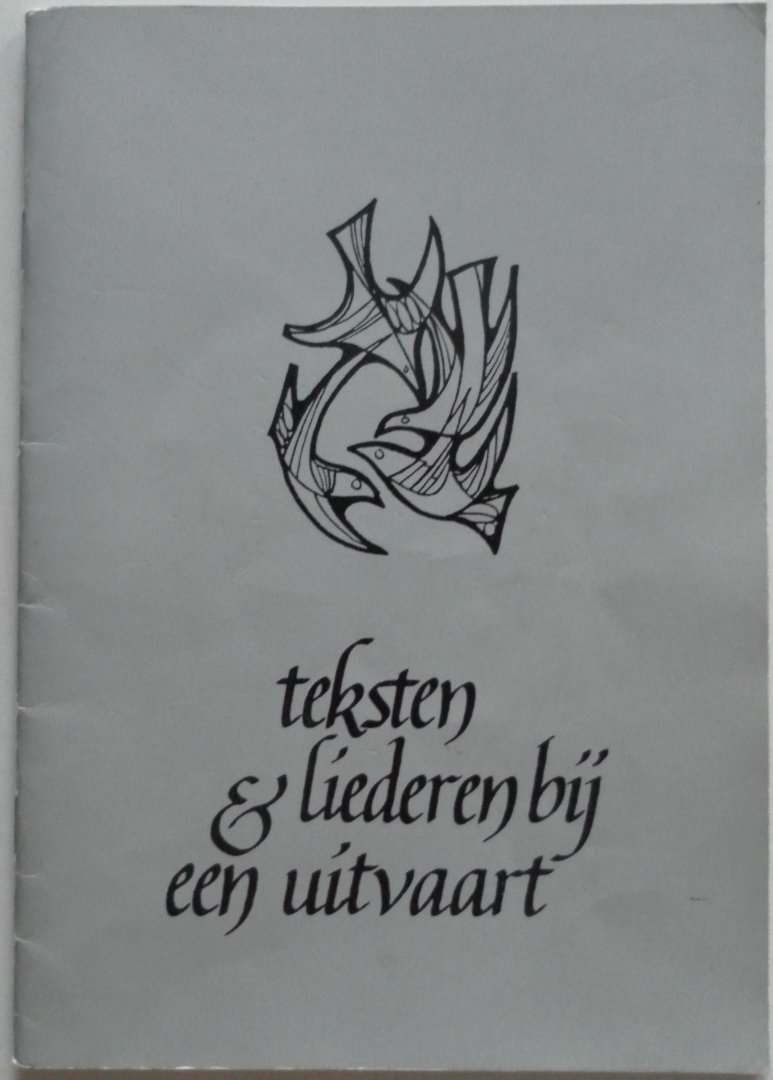 teksten
& liederen bij
een uitvaart